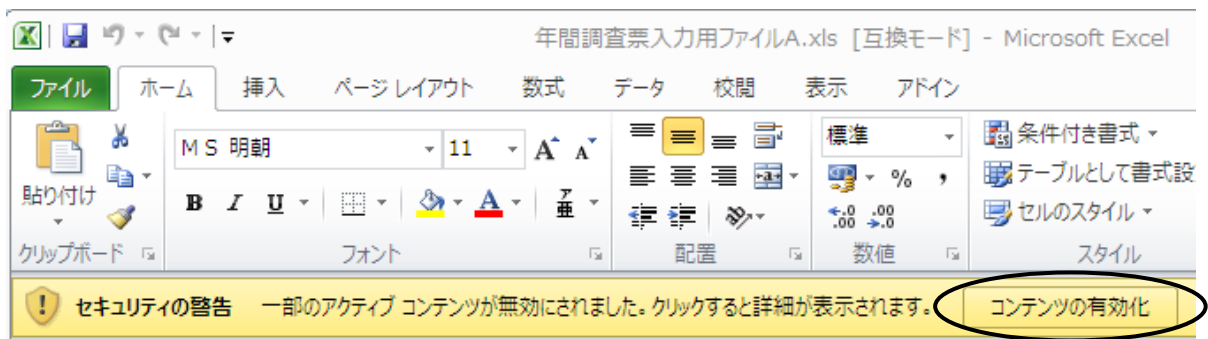 年間調査票入力用ファイルA.xls [互換モード] - Microsoft Excel
ファイル ホーム 挿入 ページ レイアウト 数式 データ 校閲 表示 アドイン
ＭＳ 明朝 11 A A 標準 条件付き書式
貼り付け B I U A ア亜 % , テーブルとして書式設
.0 .00 .00 .0 セルのスタイル
クリップボード フォント 配置 数値 スタイル
セキュリティの警告 一部のアクティブ コンテンツが無効にされました。クリックすると詳細が表示されます。 コンテンツの有効化